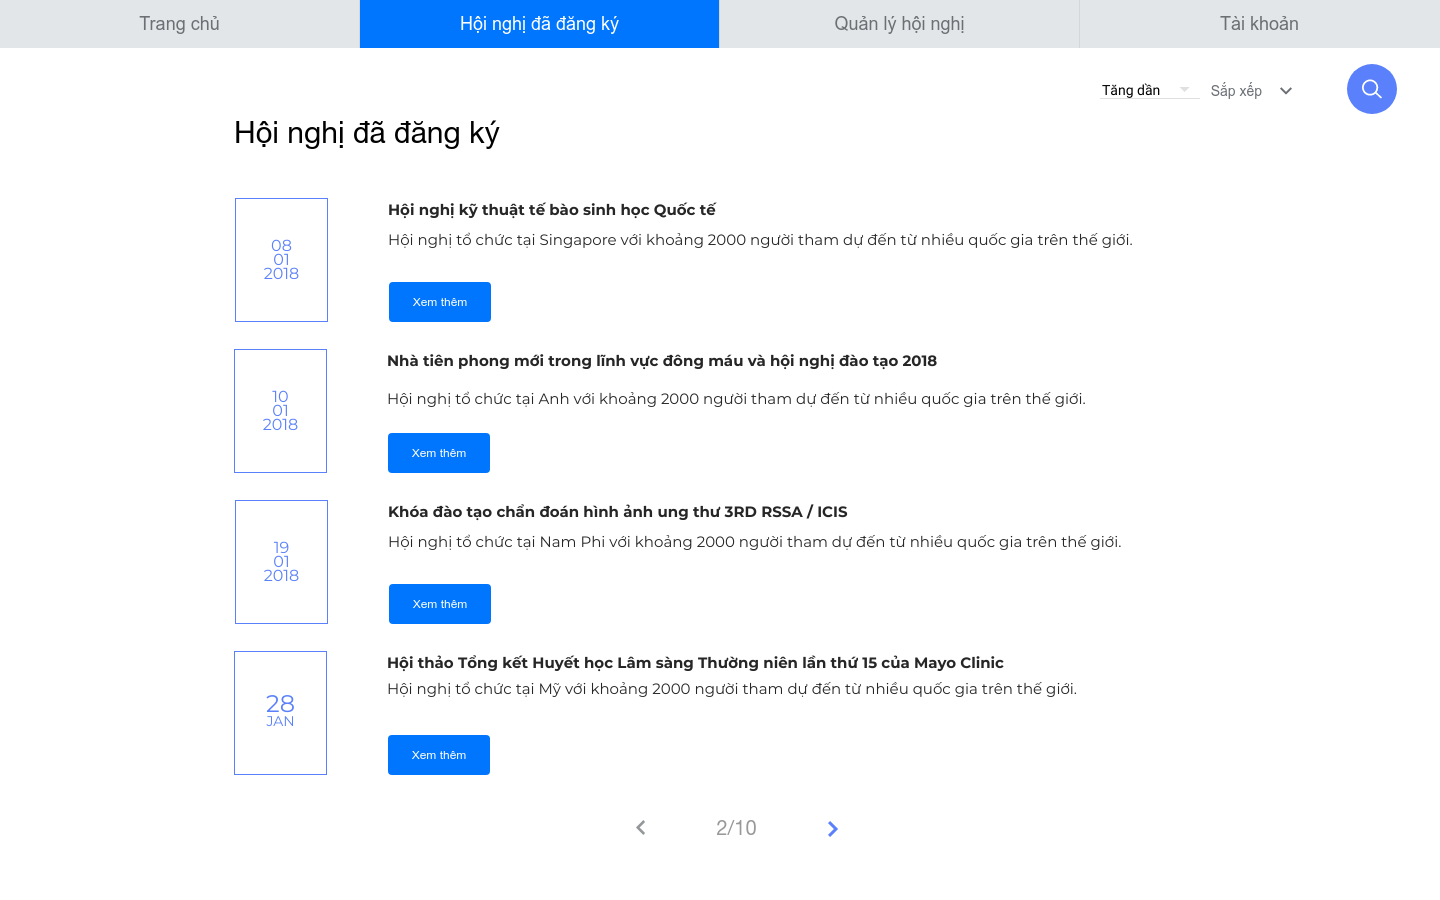 Trang chủ
Hội nghị đã đăng ký
Quản lý hội nghị
Tài khoản
Tăng dần
Sắp xếp
Hội nghị đã đăng ký
08
01
2018
Hội nghị kỹ thuật tế bào sinh học Quốc tế
Hội nghị tổ chức tại Singapore với khoảng 2000 người tham dự đến từ nhiều quốc gia trên thế giới.
Xem thêm
10
01
2018
Nhà tiên phong mới trong lĩnh vực đông máu và hội nghị đào tạo 2018
Hội nghị tổ chức tại Anh với khoảng 2000 người tham dự đến từ nhiều quốc gia trên thế giới.
Xem thêm
19
01
2018
Khóa đào tạo chẩn đoán hình ảnh ung thư 3RD RSSA / ICIS
Hội nghị tổ chức tại Nam Phi với khoảng 2000 người tham dự đến từ nhiều quốc gia trên thế giới.
Xem thêm
28
JAN
Hội thảo Tổng kết Huyết học Lâm sàng Thường niên lần thứ 15 của Mayo Clinic
Hội nghị tổ chức tại Mỹ với khoảng 2000 người tham dự đến từ nhiều quốc gia trên thế giới.
Xem thêm
2/10